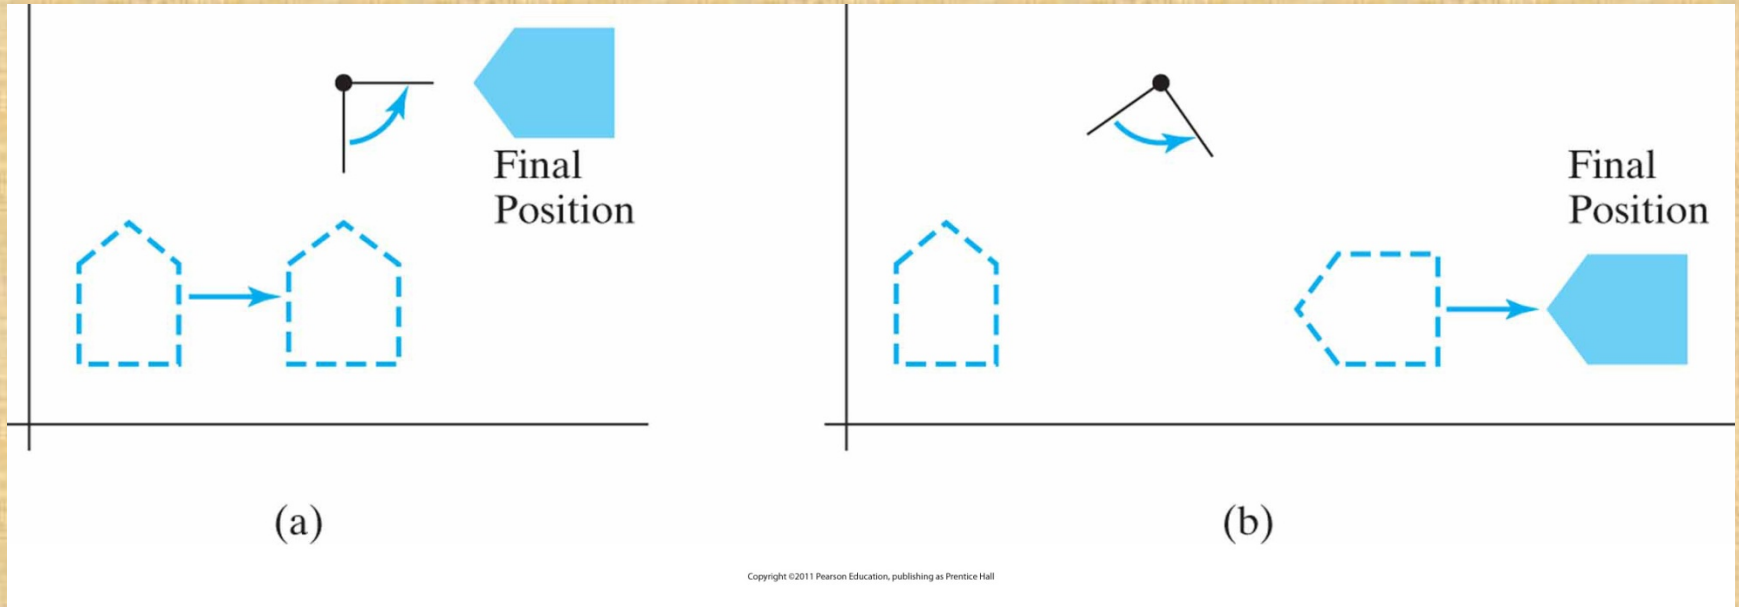 Final
Position
Final
Position
(a)
(b)
Copyright ©2011 Pearson Education, publishing as Prentice Hall